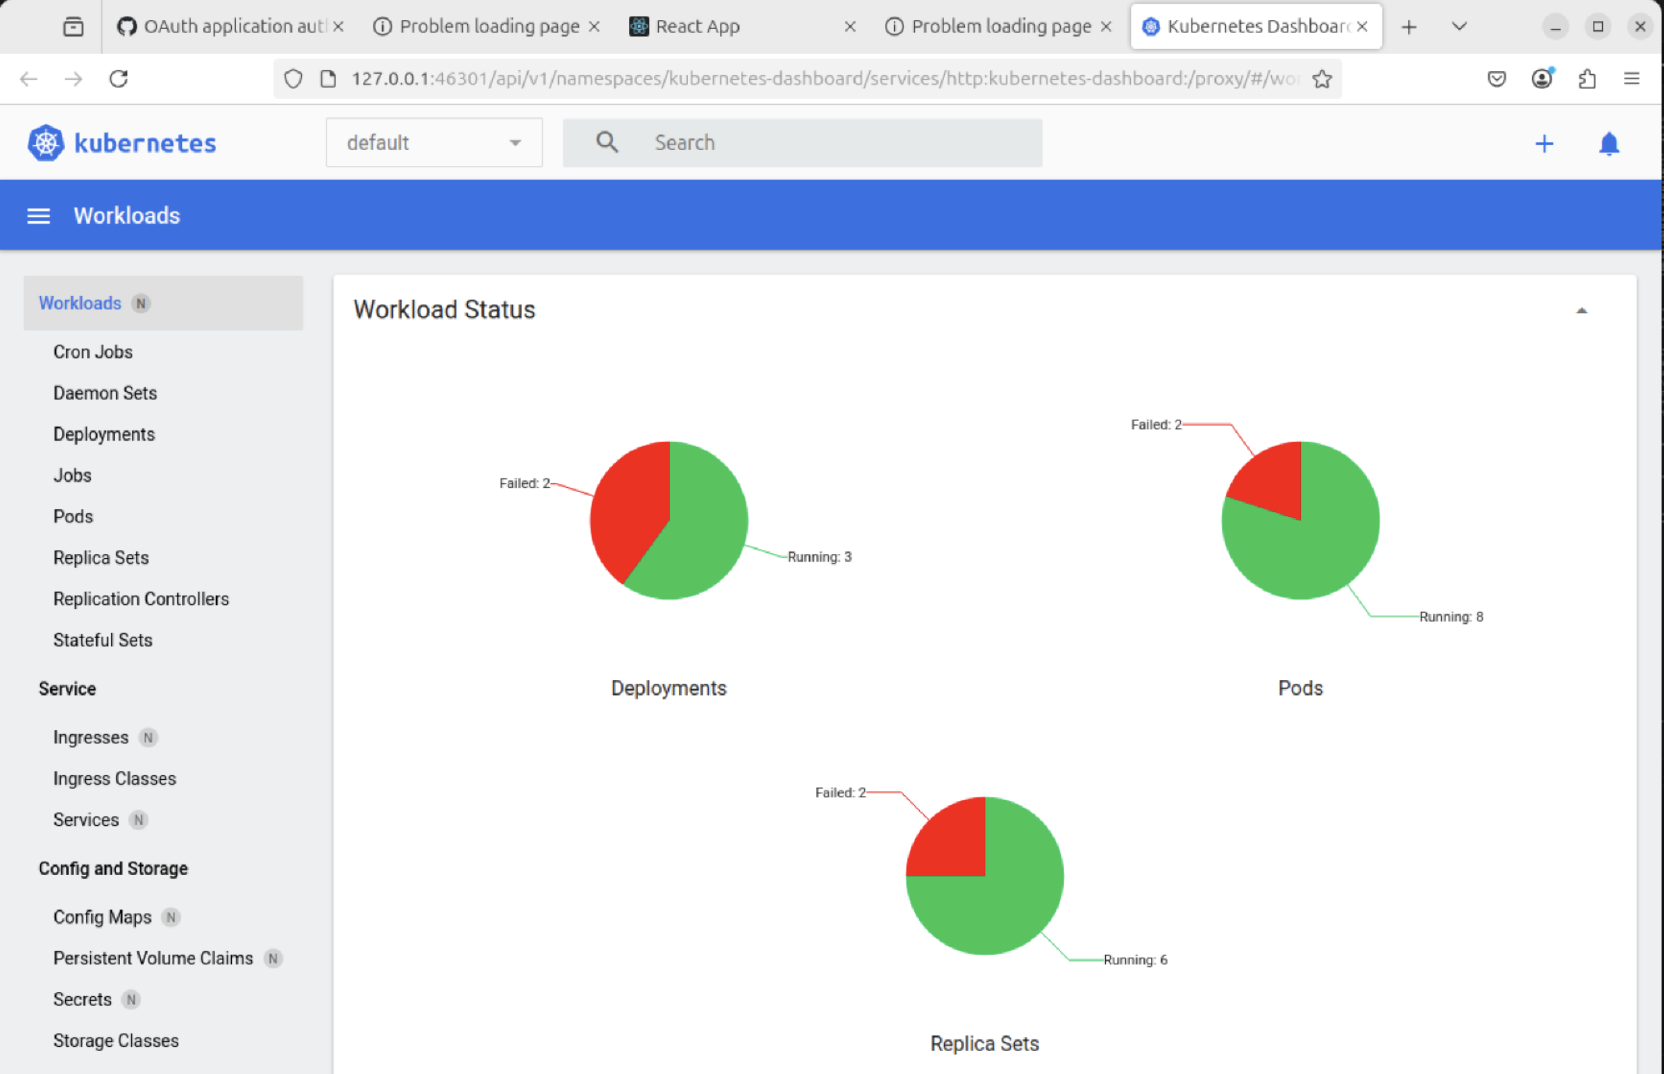 OAuth application aut
Problem loading page
React App
Problem loading page
Kubernetes Dashboard
127.0.0.1:46301/api/v1/namespaces/kubernetes-dashboard/services/http:kubernetes-dashboard:/proxy/#/wor
kubernetes
default
Search
Workloads
Workloads N
Cron Jobs
Daemon Sets
Deployments
Jobs
Pods
Replica Sets
Replication Controllers
Stateful Sets
Service
Ingresses N
Ingress Classes
Services N
Config and Storage
Config Maps N
Persistent Volume Claims N
Secrets N
Storage Classes
Workload Status
Failed: 2
Running: 3
Deployments
Failed: 2
Running: 8
Pods
Failed: 2
Running: 6
Replica Sets